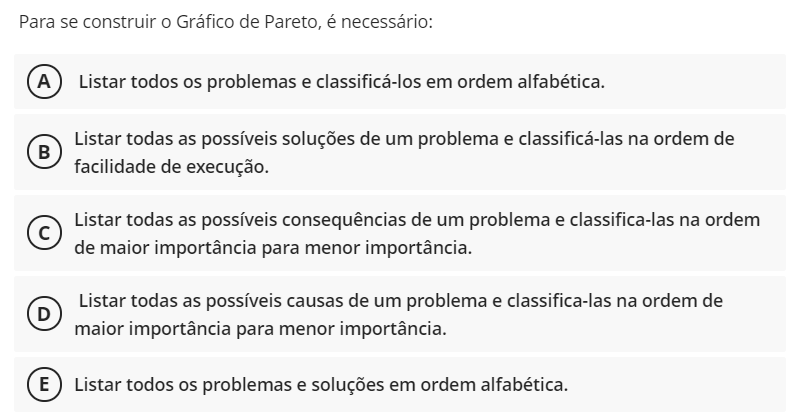 Para se construir o Gráfico de Pareto, é necessário:
A Listar todos os problemas e classificá-los em ordem alfabética.
B Listar todas as possíveis soluções de um problema e classificá-las na ordem de
facilidade de execução.
C Listar todas as possíveis consequências de um problema e classifica-las na ordem
de maior importância para menor importância.
D Listar todas as possíveis causas de um problema e classifica-las na ordem de
maior importância para menor importância.
E Listar todos os problemas e soluções em ordem alfabética.